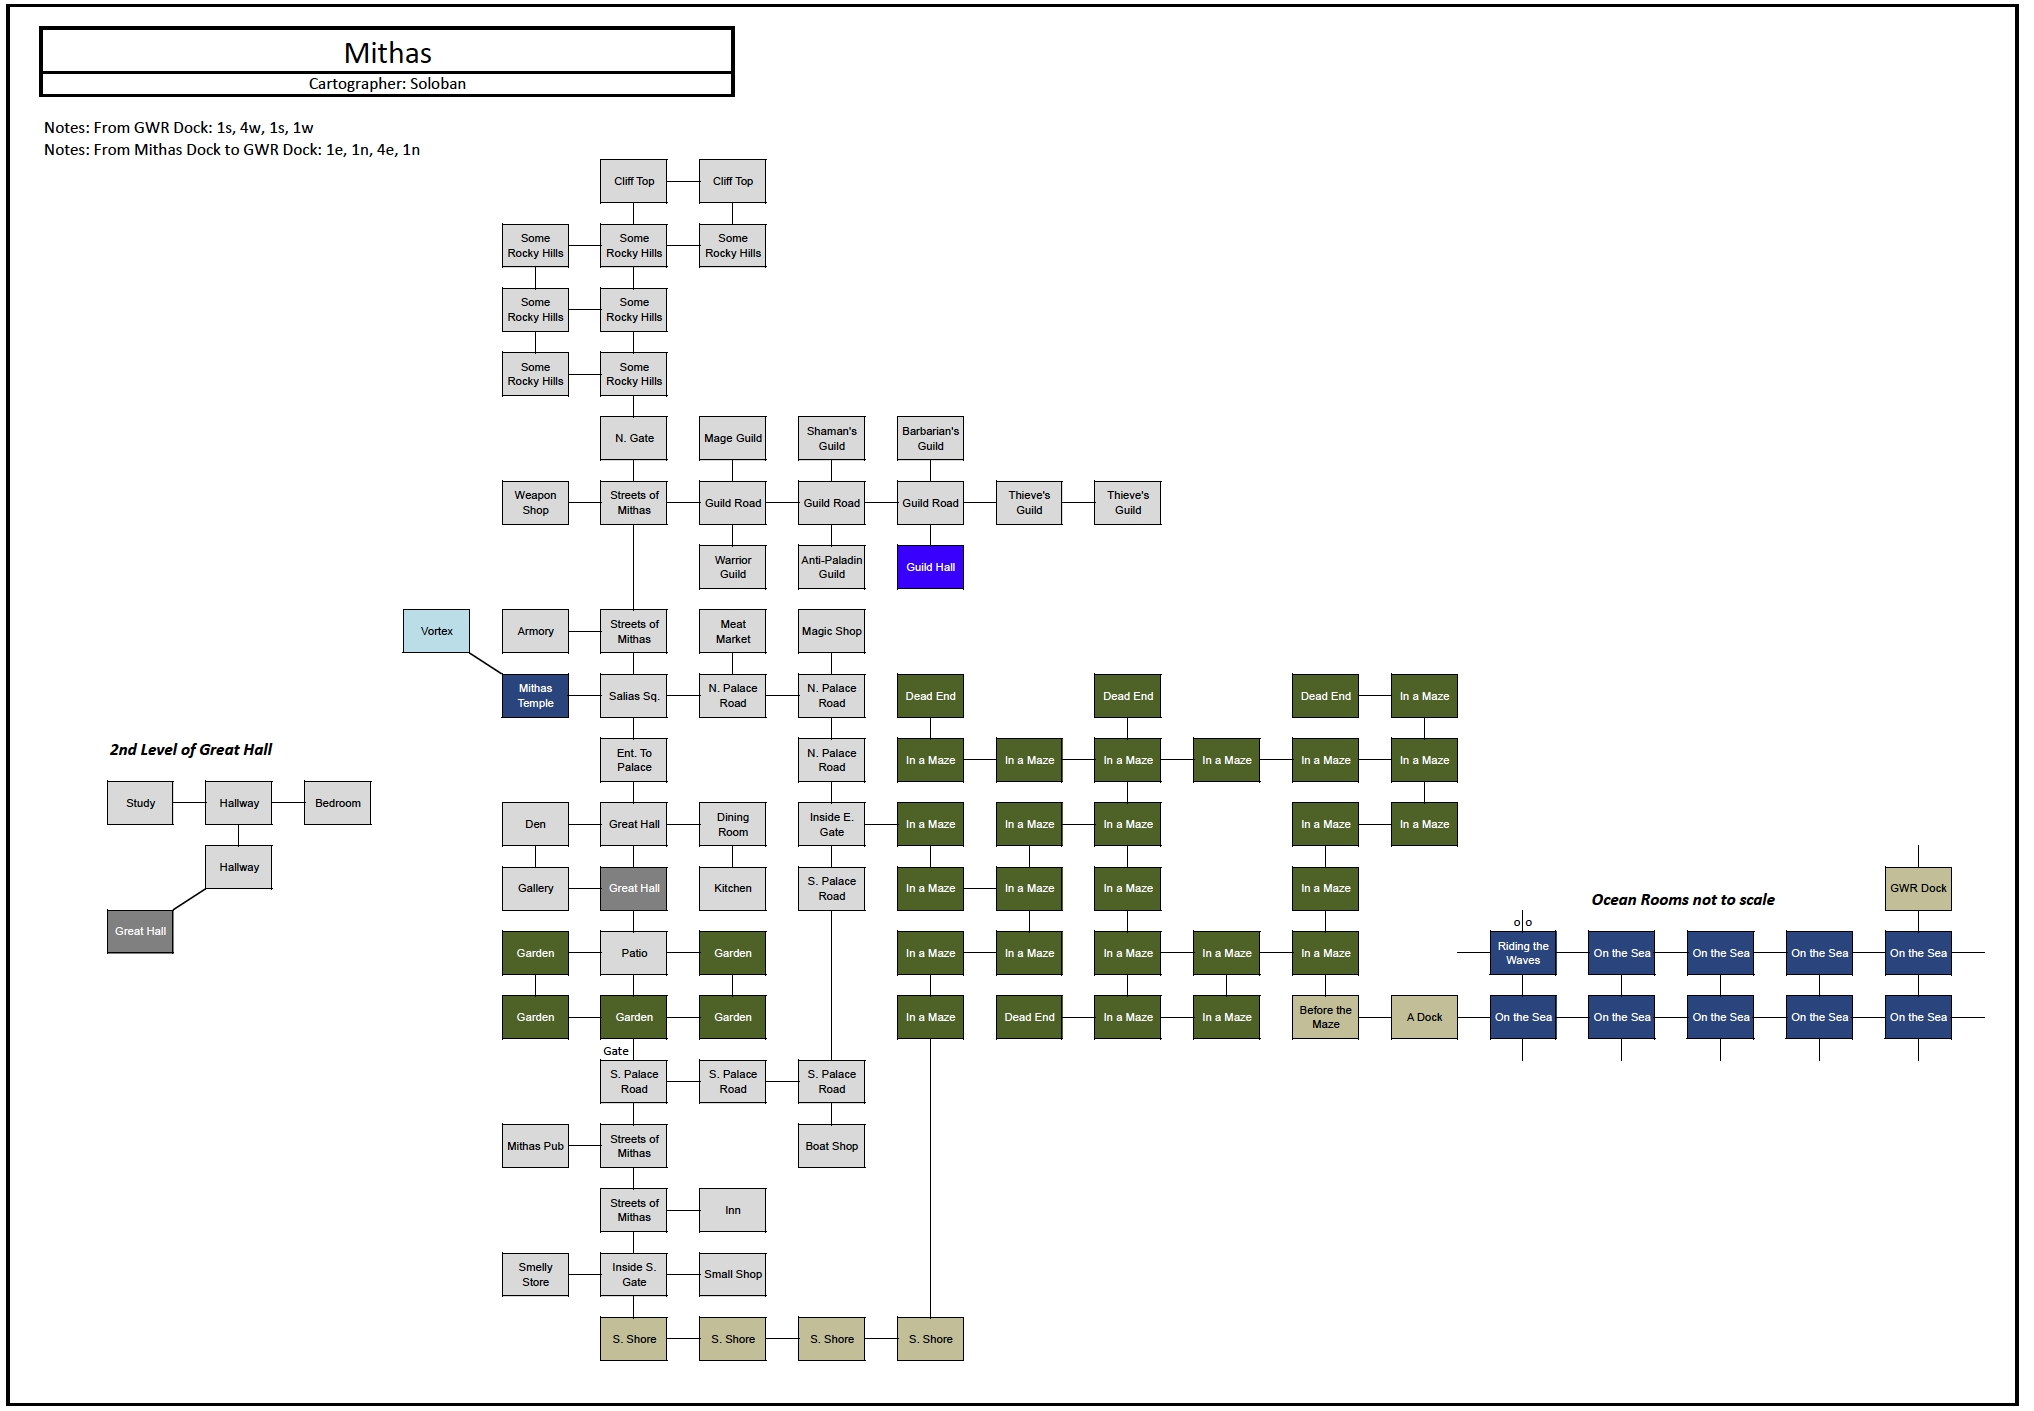 Mithas
Cartographer: Soloban
Notes: From GWR Dock: 1s, 4w, 1s, 1w
Notes: From Mithas Dock to GWR Dock: 1e, 1n, 4e, 1n
Cliff Top
Cliff Top
Some
Rocky Hills
Some
Rocky Hills
Some
Rocky Hills
Some
Rocky Hills
Some
Rocky Hills
Some
Rocky Hills
Some
Rocky Hills
N. Gate
Mage Guild
Shaman's
Guild
Barbarian's
Guild
Weapon
Shop
Streets of
Mithas
Guild Road
Guild Road
Guild Road
Thieve's
Guild
Thieve's
Guild
Warrior
Guild
Anti-Paladin
Guild
Guild Hall
Vortex
Armory
Streets of
Mithas
Meat
Market
Magic Shop
Mithas
Temple
Salias Sq.
N. Palace
Road
N. Palace
Road
Dead End
Dead End
Dead End
In a Maze
2nd Level of Great Hall
Ent. To
Palace
N. Palace
Road
In a Maze
In a Maze
In a Maze
In a Maze
In a Maze
In a Maze
Study
Hallway
Bedroom
Den
Great Hall
Dining
Room
Inside E.
Gate
In a Maze
In a Maze
In a Maze
In a Maze
In a Maze
Hallway
Gallery
Great Hall
Kitchen
S. Palace
Road
In a Maze
In a Maze
In a Maze
In a Maze
Ocean Rooms not to scale
GWR Dock
Great Hall
o o
Garden
Patio
Garden
In a Maze
In a Maze
In a Maze
In a Maze
In a Maze
Riding the
Waves
On the Sea
On the Sea
On the Sea
On the Sea
Garden
Garden
Garden
In a Maze
Dead End
In a Maze
In a Maze
Before the
Maze
A Dock
On the Sea
On the Sea
On the Sea
On the Sea
On the Sea
Gate
S. Palace
Road
S. Palace
Road
S. Palace
Road
Mithas Pub
Streets of
Mithas
Boat Shop
Streets of
Mithas
Inn
Smelly
Store
Inside S.
Gate
Small Shop
S. Shore
S. Shore
S. Shore
S. Shore